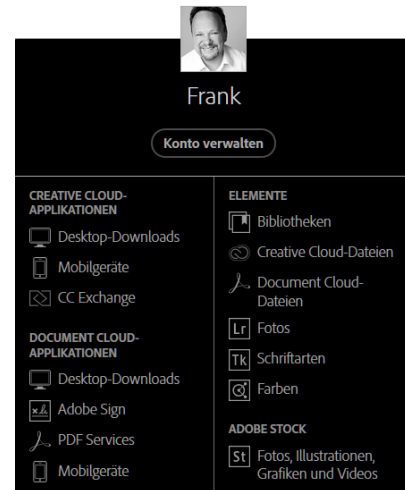 Frank
Konto verwalten
CREATIVE CLOUD-
APPLIKATIONEN
Desktop-Downloads
Mobilgeräte
CC Exchange
DOCUMENT CLOUD-
APPLIKATIONEN
Desktop-Downloads
Adobe Sign
PDF Services
Mobilgeräte
ELEMENTE
Bibliotheken
Creative Cloud-Dateien
Document Cloud-
Dateien
Lr Fotos
Tk Schriftarten
Farben
ADOBE STOCK
St Fotos, Illustrationen,
Grafiken und Videos